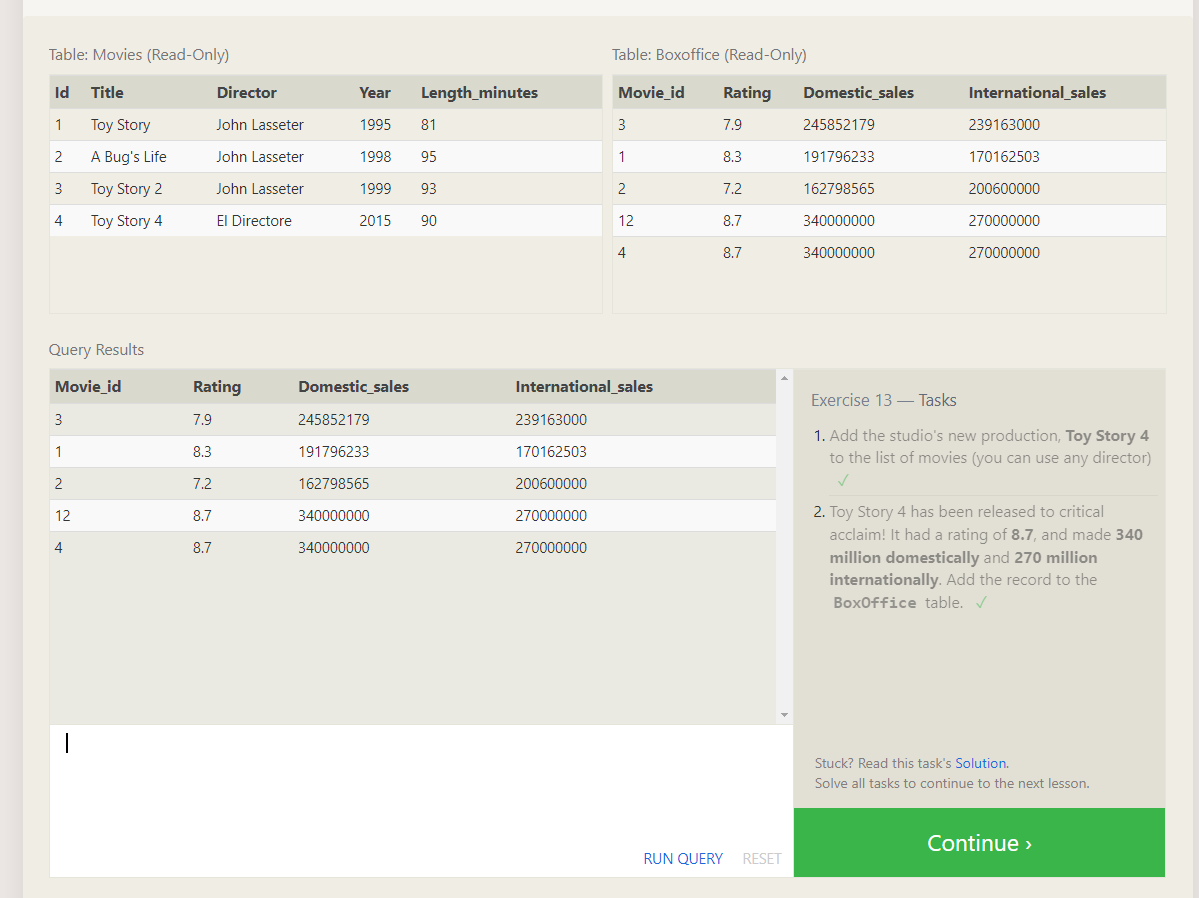 Table: Movies (Read-Only)
Id Title Director Year Length_minutes
1 Toy Story John Lasseter 1995 81
2 A Bug's Life John Lasseter 1998 95
3 Toy Story 2 John Lasseter 1999 93
4 Toy Story 4 El Directore 2015 90
Table: Boxoffice (Read-Only)
Movie_id Rating Domestic_sales International_sales
3 7.9 245852179 239163000
1 8.3 191796233 170162503
2 7.2 162798565 200600000
12 8.7 340000000 270000000
4 8.7 340000000 270000000
Query Results
Movie_id Rating Domestic_sales International_sales
3 7.9 245852179 239163000
1 8.3 191796233 170162503
2 7.2 162798565 200600000
12 8.7 340000000 270000000
4 8.7 340000000 270000000
RUN QUERY RESET
Exercise 13 — Tasks
1. Add the studio's new production, Toy Story 4
to the list of movies (you can use any director)
✓
2. Toy Story 4 has been released to critical
acclaim! It had a rating of 8.7, and made 340
million domestically and 270 million
internationally. Add the record to the
BoxOffice table. ✓
Stuck? Read this task's Solution.
Solve all tasks to continue to the next lesson.
Continue ›